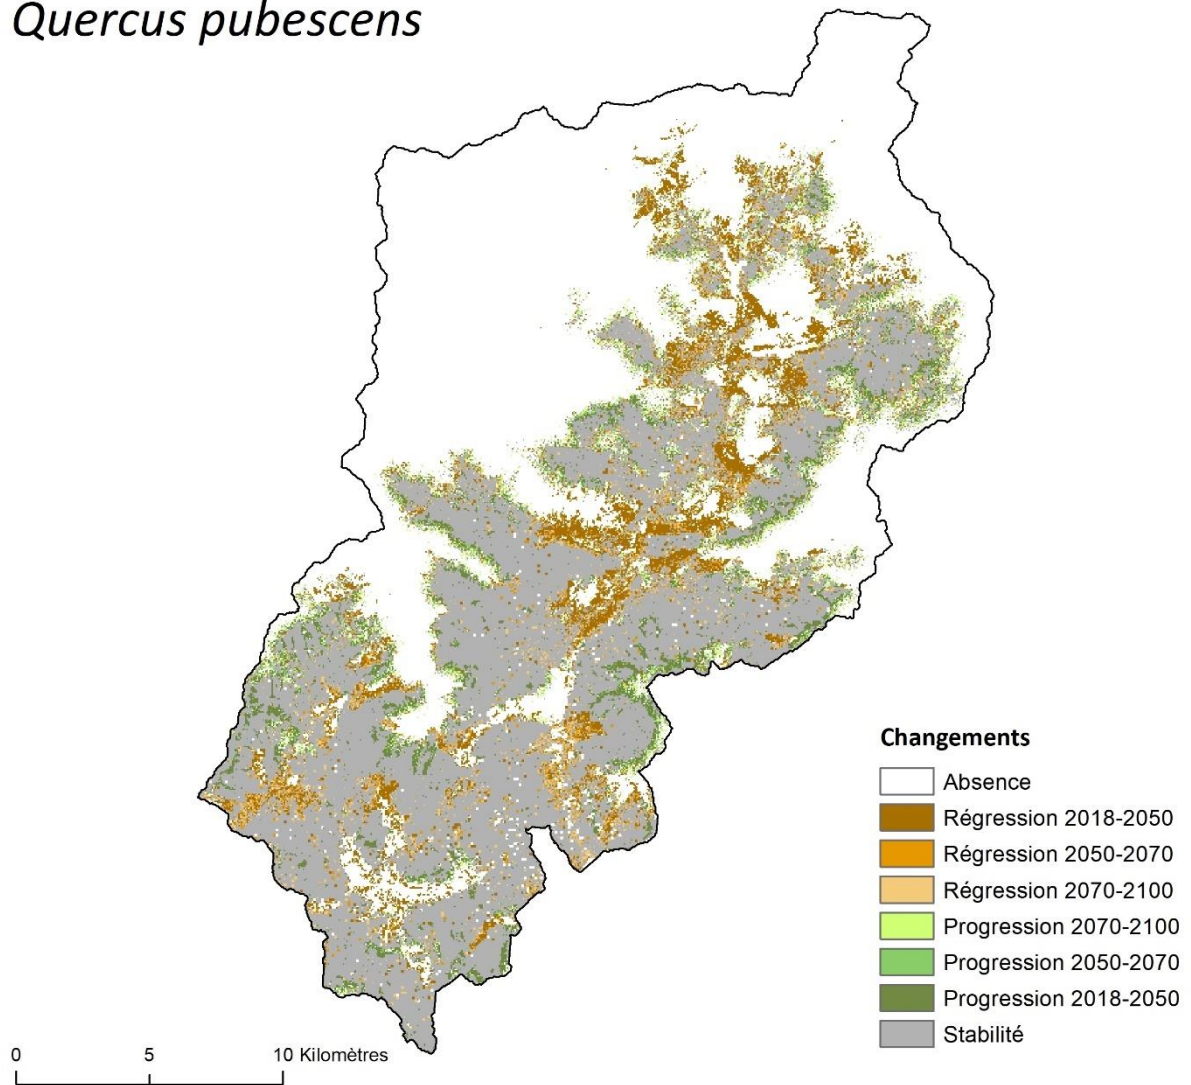 Quercus pubescens
Changements
Absence
Régression 2018-2050
Régression 2050-2070
Régression 2070-2100
Progression 2070-2100
Progression 2050-2070
Progression 2018-2050
Stabilité
0 5 10 Kilomètres